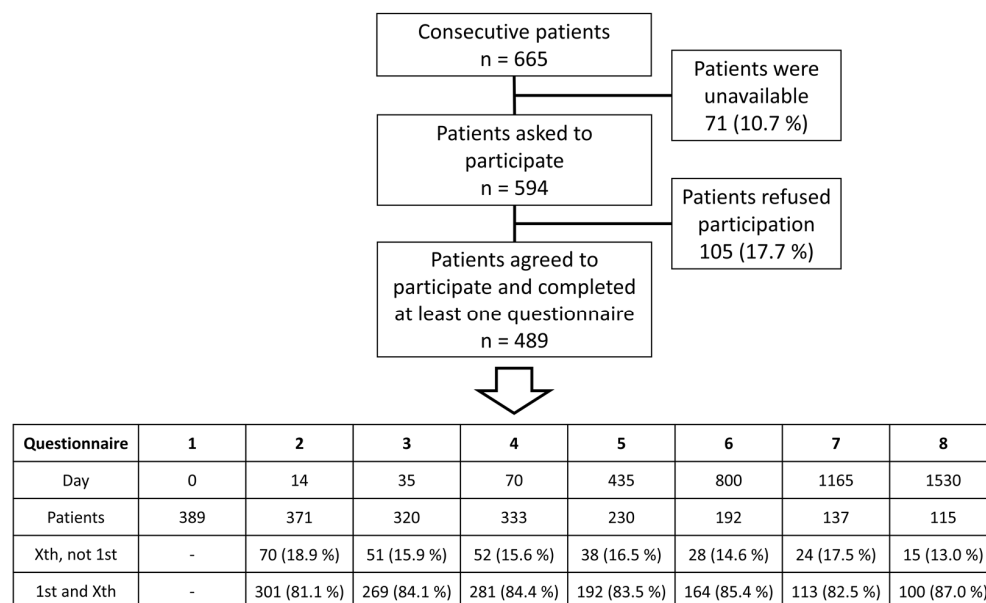 Consecutive patients
n = 665
Patients were
unavailable
71 (10.7 %)
Patients asked to
participate
n = 594
Patients refused
participation
105 (17.7 %)
Patients agreed to
participate and completed
at least one questionnaire
n = 489
Questionnaire 1 2 3 4 5 6 7 8
Day 0 14 35 70 435 800 1165 1530
Patients 389 371 320 333 230 192 137 115
Xth, not 1st - 70 (18.9 %) 51 (15.9 %) 52 (15.6 %) 38 (16.5 %) 28 (14.6 %) 24 (17.5 %) 15 (13.0 %)
1st and Xth - 301 (81.1 %) 269 (84.1 %) 281 (84.4 %) 192 (83.5 %) 164 (85.4 %) 113 (82.5 %) 100 (87.0 %)